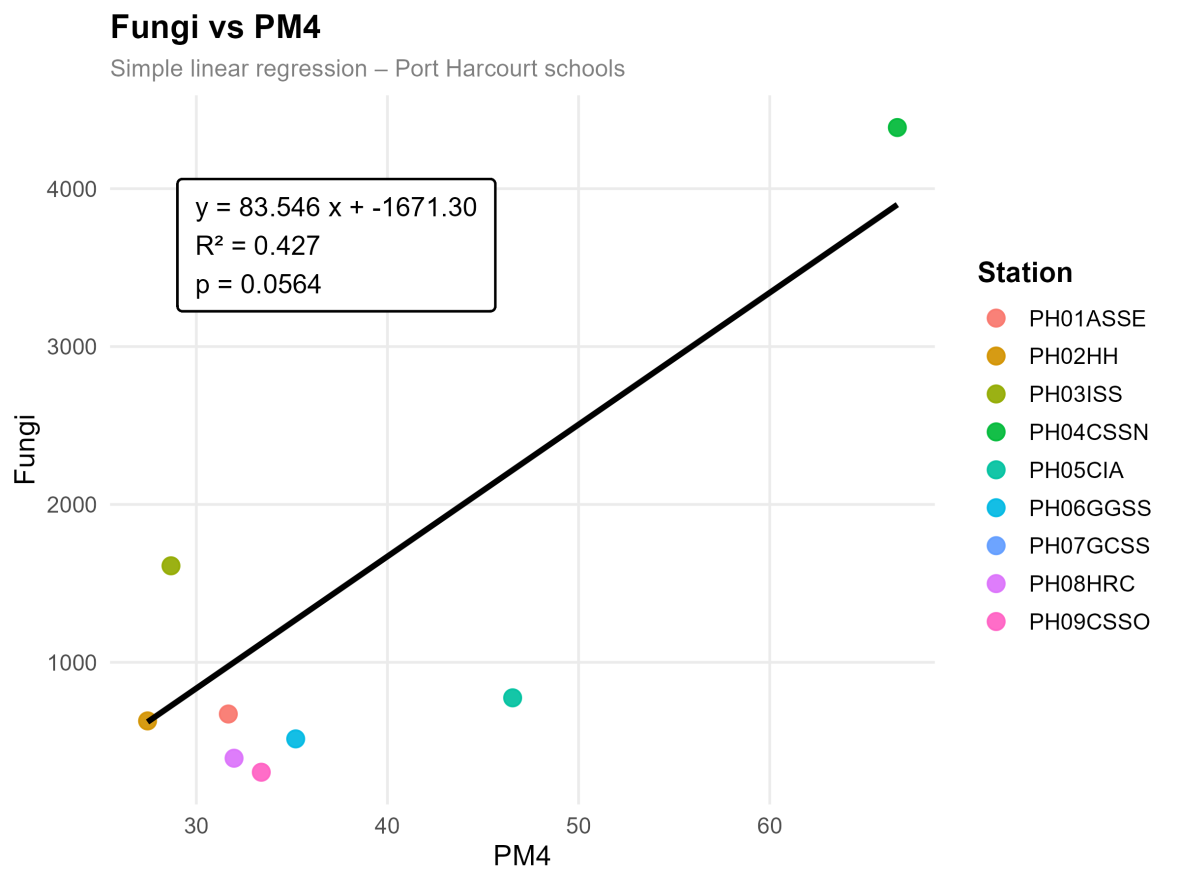 Fungi vs PM4
Simple linear regression – Port Harcourt schools
y = 83.546 x + -1671.30
R² = 0.427
p = 0.0564
4000
3000
2000
1000
Fungi
30
40
50
60
PM4
Station
PH01ASSE
PH02HH
PH03ISS
PH04CSSN
PH05CIA
PH06GGSS
PH07GCSS
PH08HRC
PH09CSSO